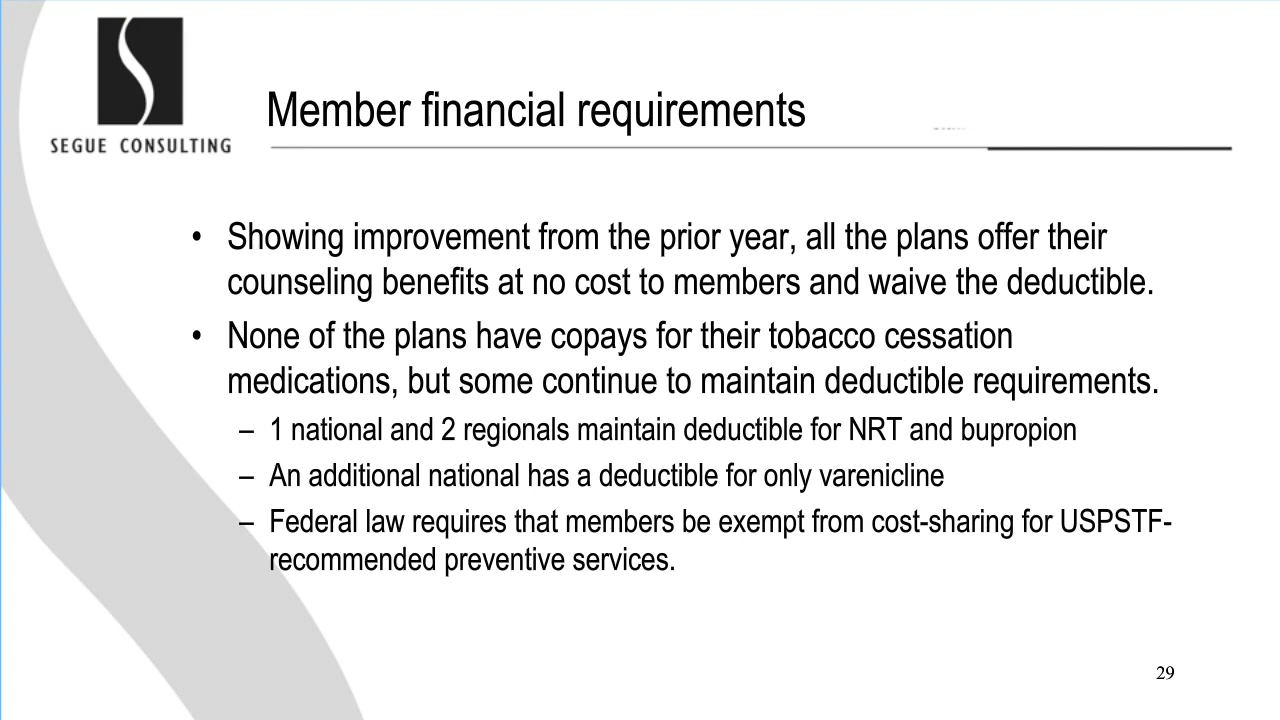 SEGUE CONSULTING
Member financial requirements
• Showing improvement from the prior year, all the plans offer their
counseling benefits at no cost to members and waive the deductible.
• None of the plans have copays for their tobacco cessation
medications, but some continue to maintain deductible requirements.
– 1 national and 2 regionals maintain deductible for NRT and bupropion
– An additional national has a deductible for only varenicline
– Federal law requires that members be exempt from cost-sharing for USPSTF-
recommended preventive services.
29